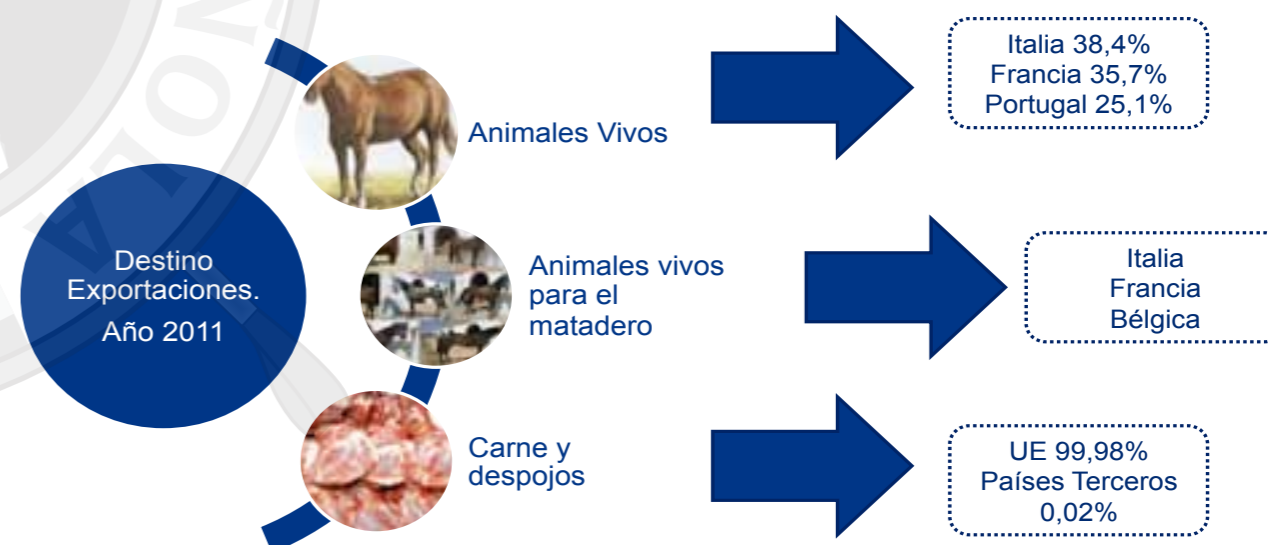 Destino
Exportaciones.
Año 2011
Animales Vivos
Italia 38,4%
Francia 35,7%
Portugal 25,1%
Animales vivos
para el
matadero
Italia
Francia
Bélgica
Carne y
despojos
UE 99,98%
Países Terceros
0,02%